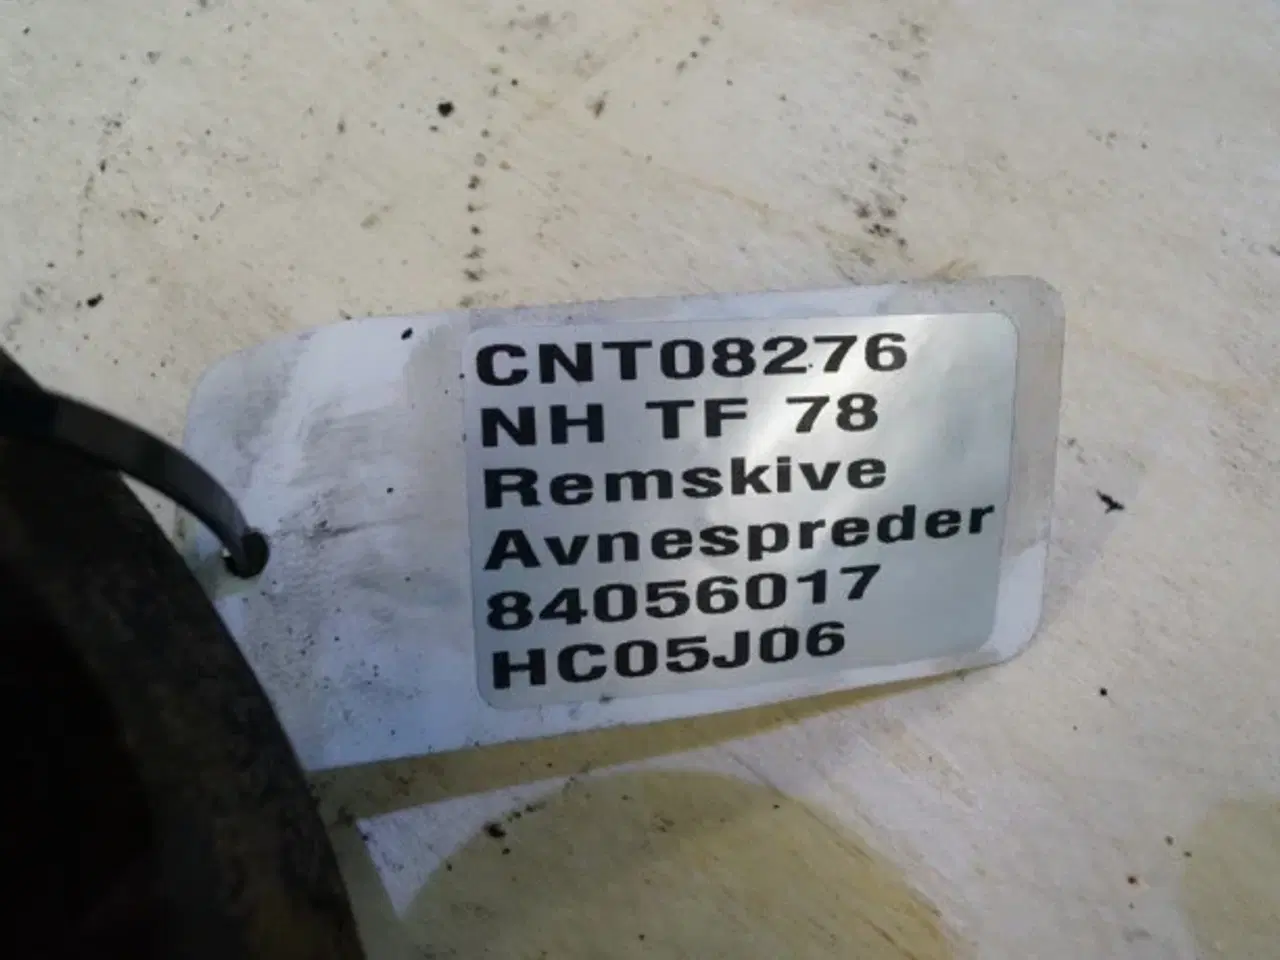 CNT08276
NH TF 78
Remskive
Avnespreder
84056017
HC05J06